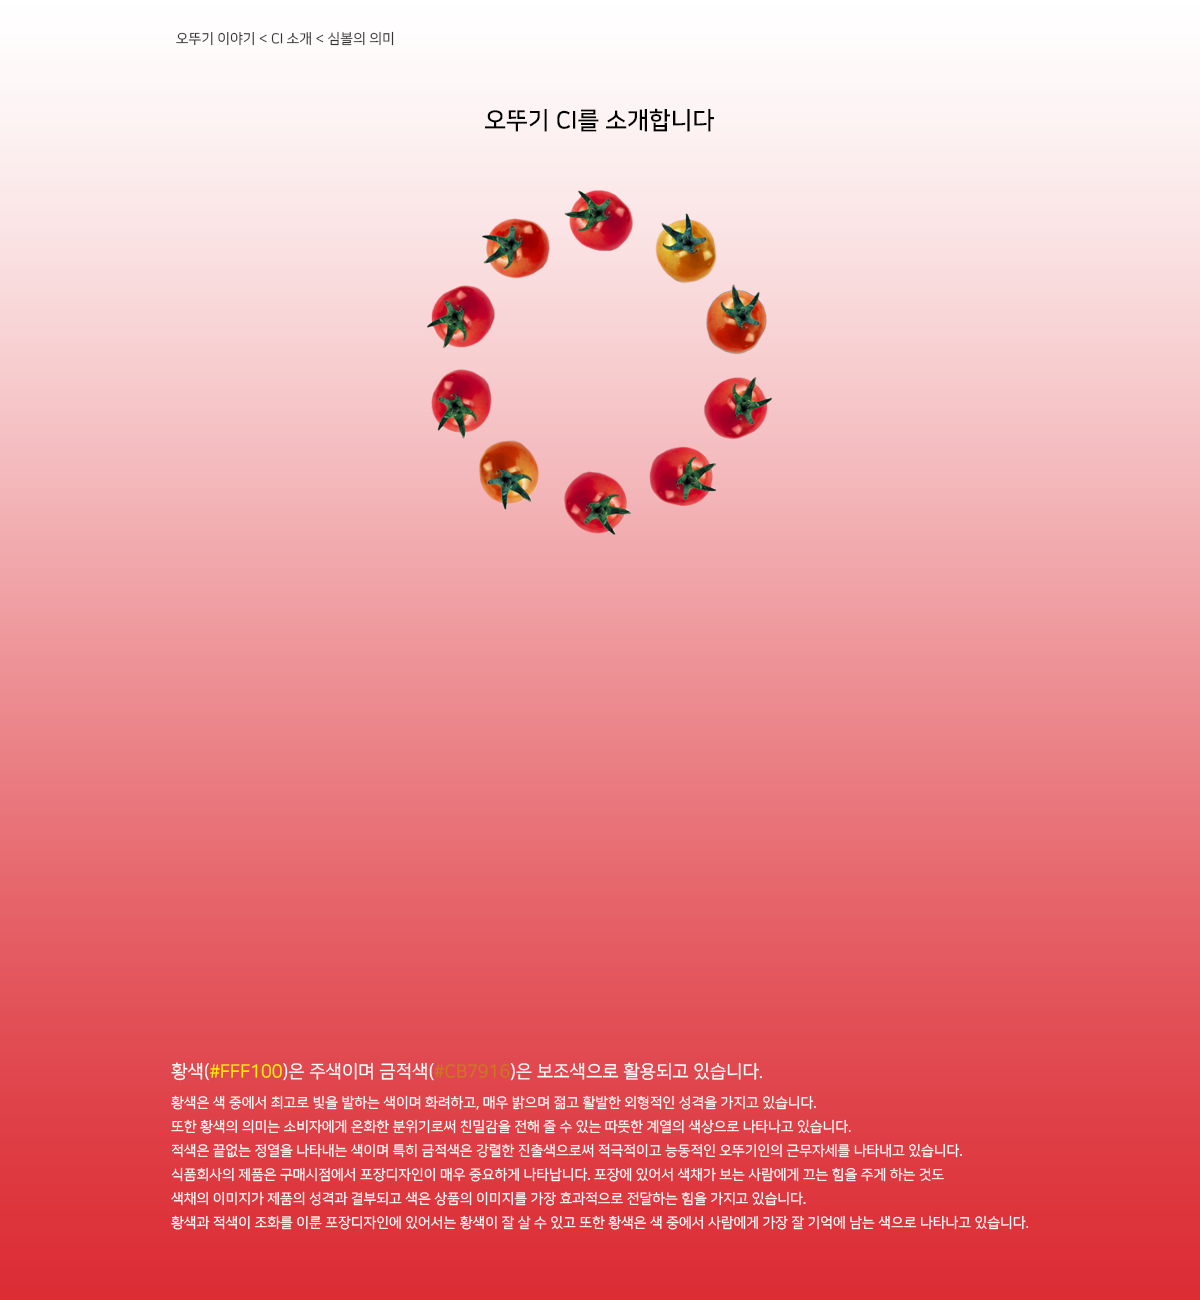 오뚜기 이야기 < CI 소개 < 심볼의 의미
오뚜기 CI를 소개합니다
황색(#FFF100)은 주색이며 금적색(#CB7916)은 보조색으로 활용되고 있습니다.
황색은 색 중에서 최고로 빛을 발하는 색이며 화려하고, 매우 밝으며 젊고 활발한 외형적인 성격을 가지고 있습니다.
또한 황색의 의미는 소비자에게 온화한 분위기로써 친밀감을 전해 줄 수 있는 따뜻한 계열의 색상으로 나타나고 있습니다.
적색은 끝없는 정열을 나타내는 색이며 특히 금적색은 강렬한 진출색으로써 적극적이고 능동적인 오뚜기인의 근무자세를 나타내고 있습니다.
식품회사의 제품은 구매시점에서 포장디자인이 매우 중요하게 나타납니다. 포장에 있어서 색채가 보는 사람에게 끄는 힘을 주게 하는 것도
색채의 이미지가 제품의 성격과 결부되고 색은 상품의 이미지를 가장 효과적으로 전달하는 힘을 가지고 있습니다.
황색과 적색이 조화를 이룬 포장디자인에 있어서는 황색이 잘 살 수 있고 또한 황색은 색 중에서 사람에게 가장 잘 기억에 남는 색으로 나타나고 있습니다.